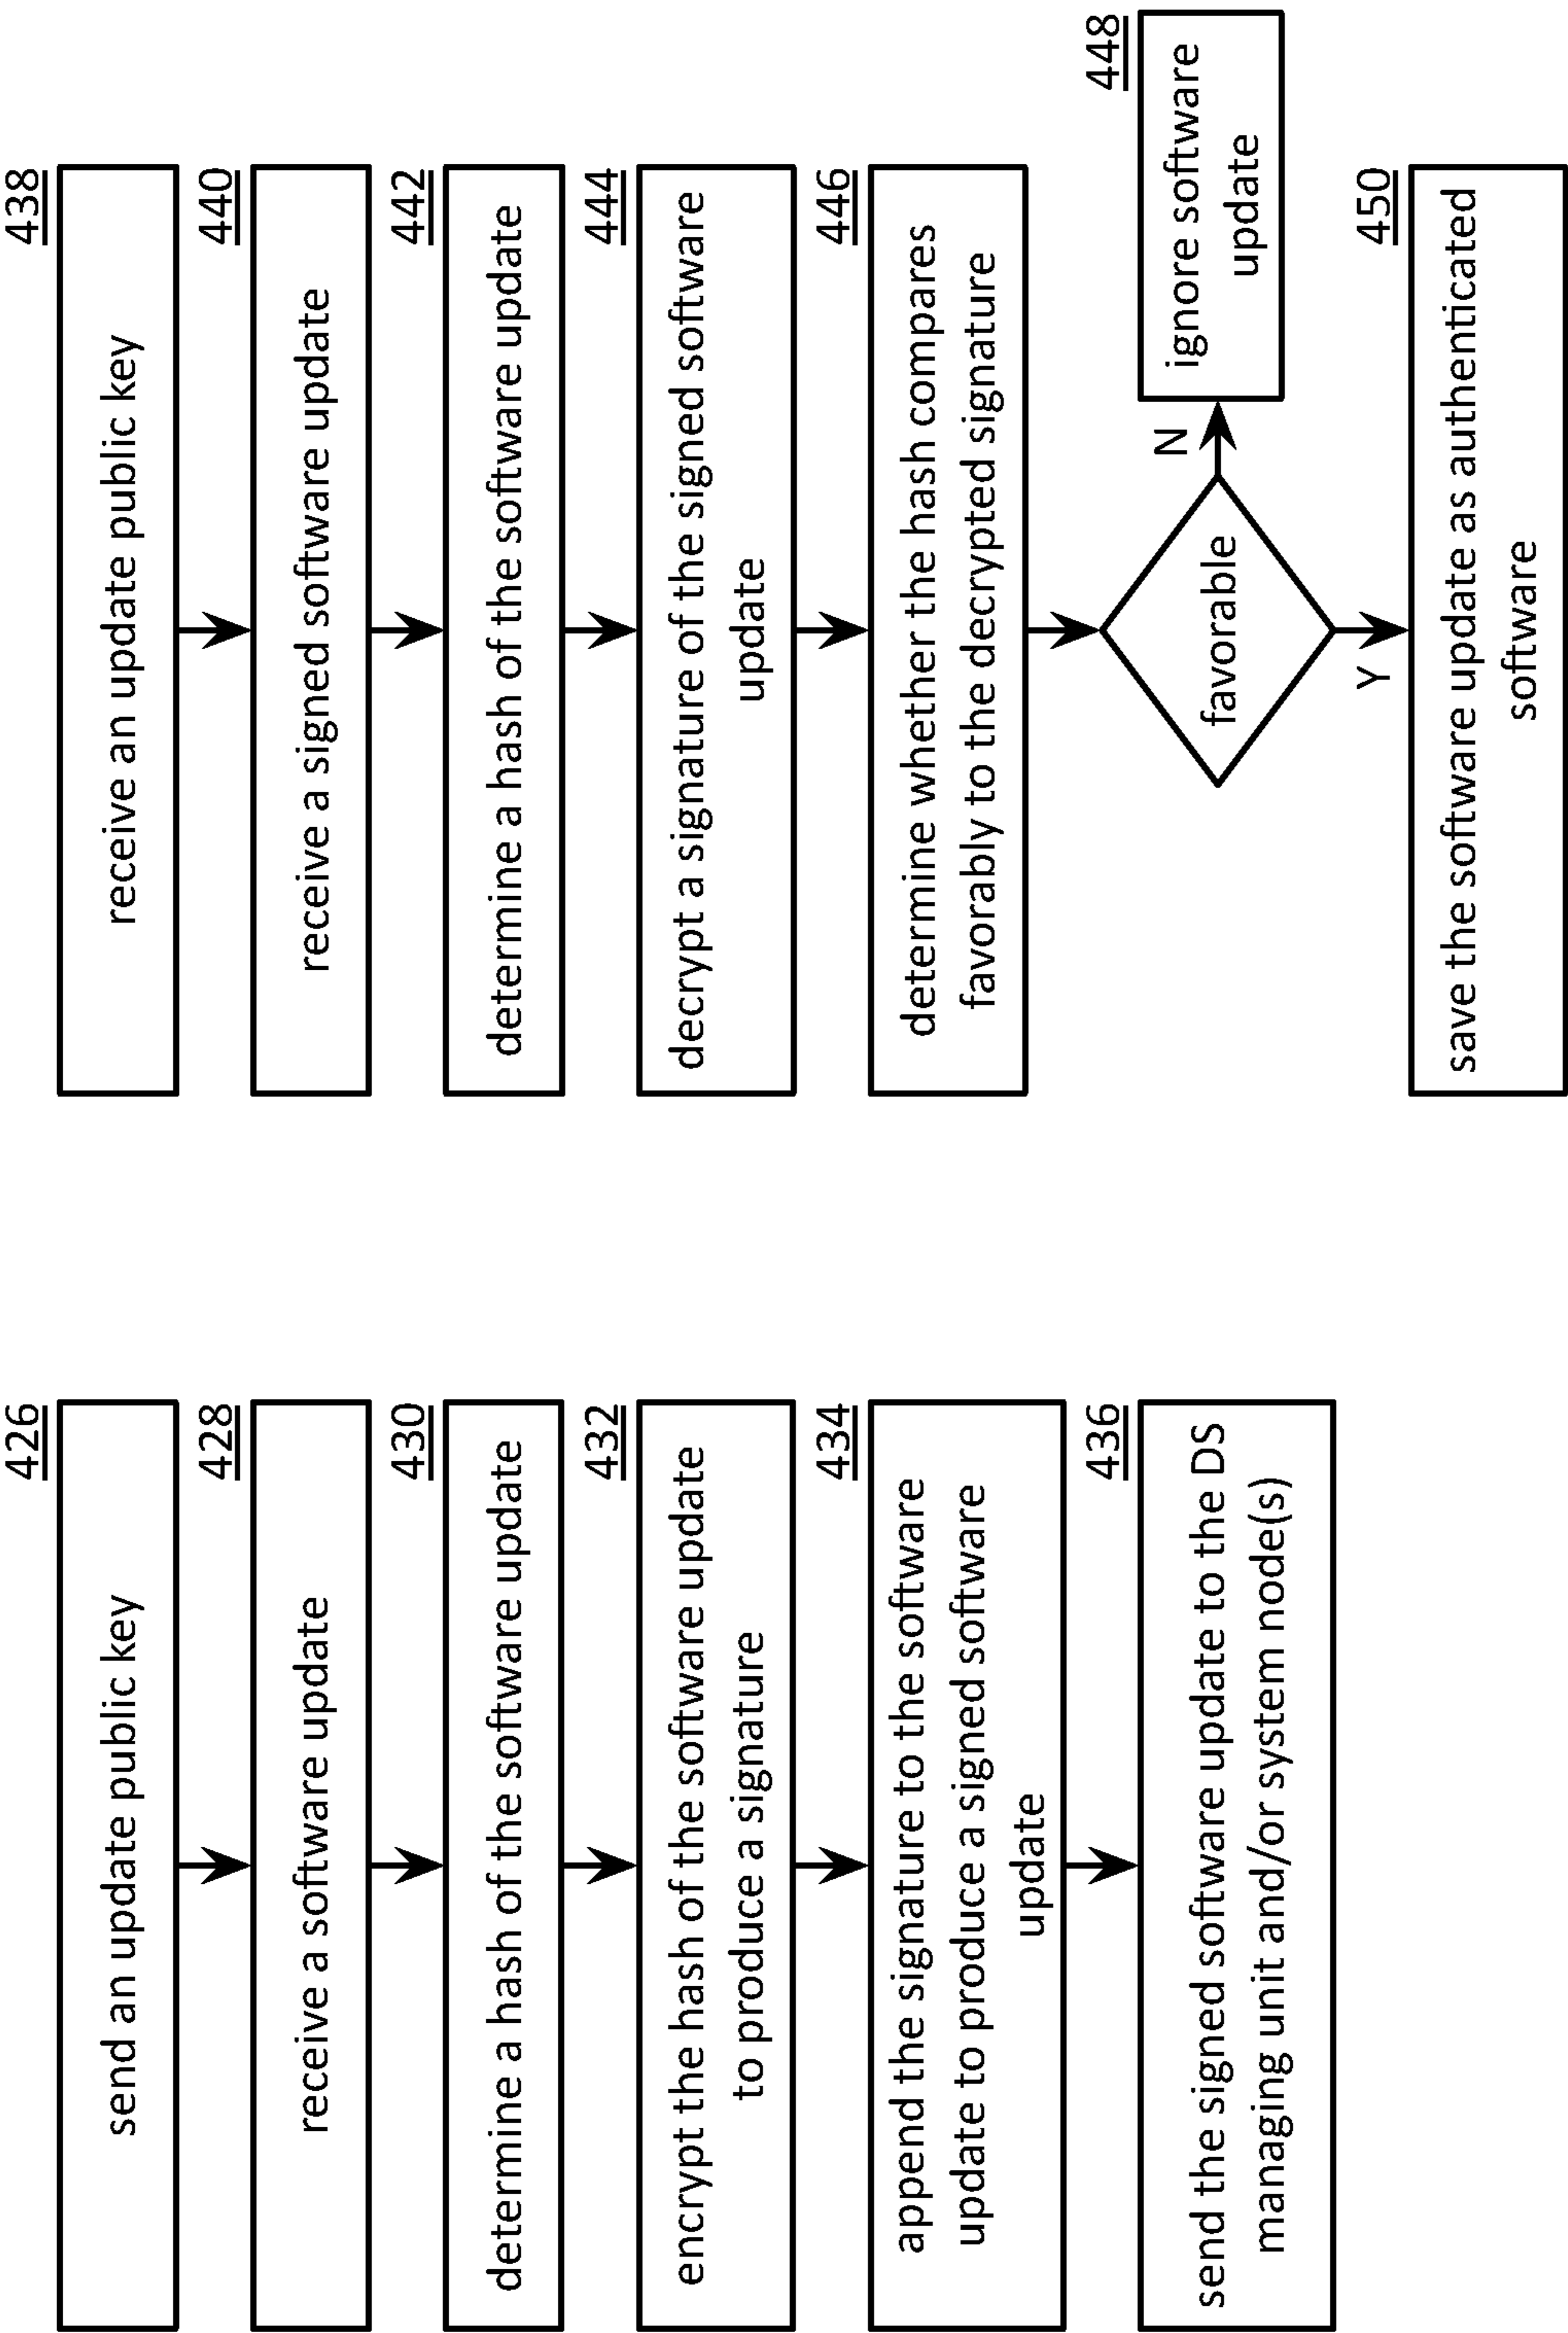 426
send an update public key
428
receive a software update
430
determine a hash of the software update
432
encrypt the hash of the software update
to produce a signature
434
append the signature to the software
update to produce a signed software
update
436
send the signed software update to the DS
managing unit and/or system node(s)
438
receive an update public key
440
receive a signed software update
442
determine a hash of the software update
444
decrypt a signature of the signed software
update
446
determine whether the hash compares
favorably to the decrypted signature
favorable
N
448
ignore software
update
Y
450
save the software update as authenticated
software